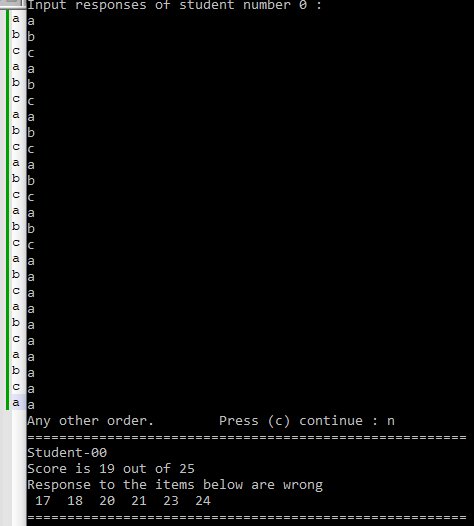 a
b
c
a
b
c
a
b
c
a
b
c
a
b
c
a
b
c
a
b
c
a
b
c
a
Input responses of student number 0 :
a
b
c
a
b
c
a
b
c
a
b
c
a
b
c
a
a
a
a
a
a
a
a
a
a
Any other order.        Press (c) continue : n
=======================================================
Student-00
Score is 19 out of 25
Response to the items below are wrong
 17  18  20  21  23  24
=======================================================